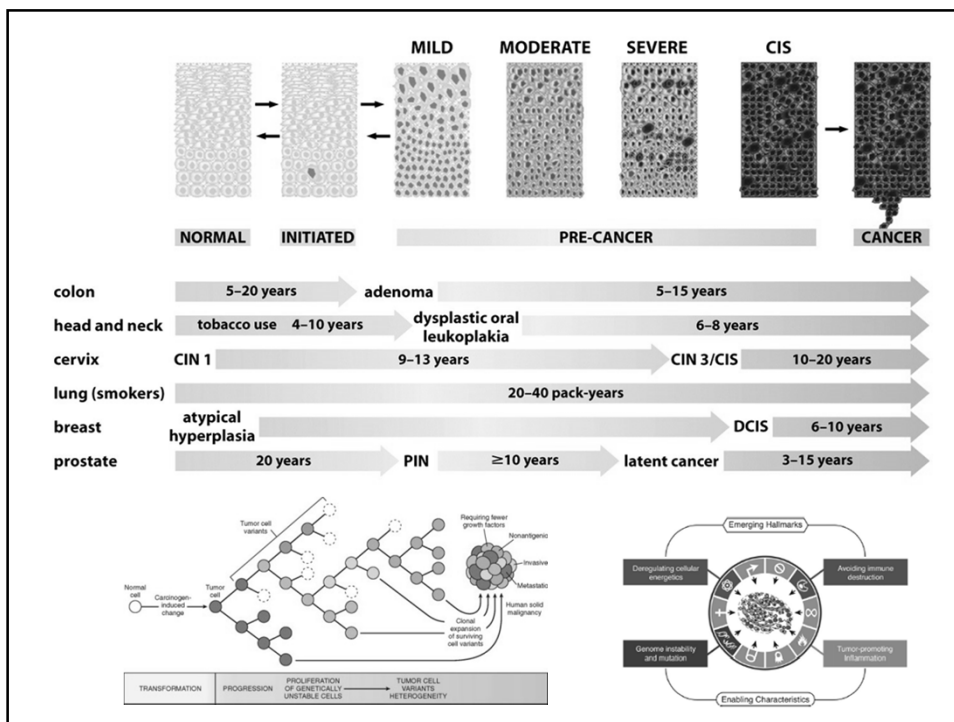 MILD MODERATE SEVERE CIS
NORMAL INITIATED PRE-CANCER CANCER
colon 5–20 years adenoma 5–15 years
head and neck tobacco use 4–10 years dysplastic oral
leukoplakia 6–8 years
cervix CIN 1 9–13 years CIN 3/CIS 10–20 years
lung (smokers) 20–40 pack-years
breast atypical
hyperplasia DCIS 6–10 years
prostate 20 years PIN ≥10 years latent cancer 3–15 years
Tumor cell
variants
Requiring fewer
growth factors
Nonantigenic
Invasive
Metastatic
Normal
cell
Carcinogen-
induced
change
Tumor
cell
Clonal
expansion
of surviving
cell variants
Human solid
malignancy
TRANSFORMATION
PROGRESSION
PROLIFERATION
OF GENETICALLY
UNSTABLE CELLS
TUMOR CELL
VARIANTS
HETEROGENEITY
Emerging Hallmarks
Deregulating cellular
energetics
Avoiding immune
destruction
Genome instability
and mutation
Tumor-promoting
Inflammation
Enabling Characteristics